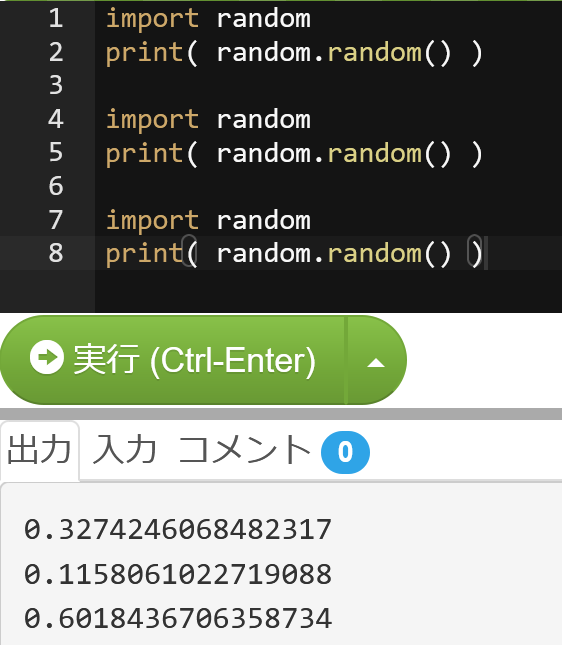 1 import random
2 print( random.random() )
3
4 import random
5 print( random.random() )
6
7 import random
8 print( random.random() )
実行 (Ctrl-Enter)
出力 入力 コメント 0
0.3274246068482317
0.1158061022719088
0.6018436706358734